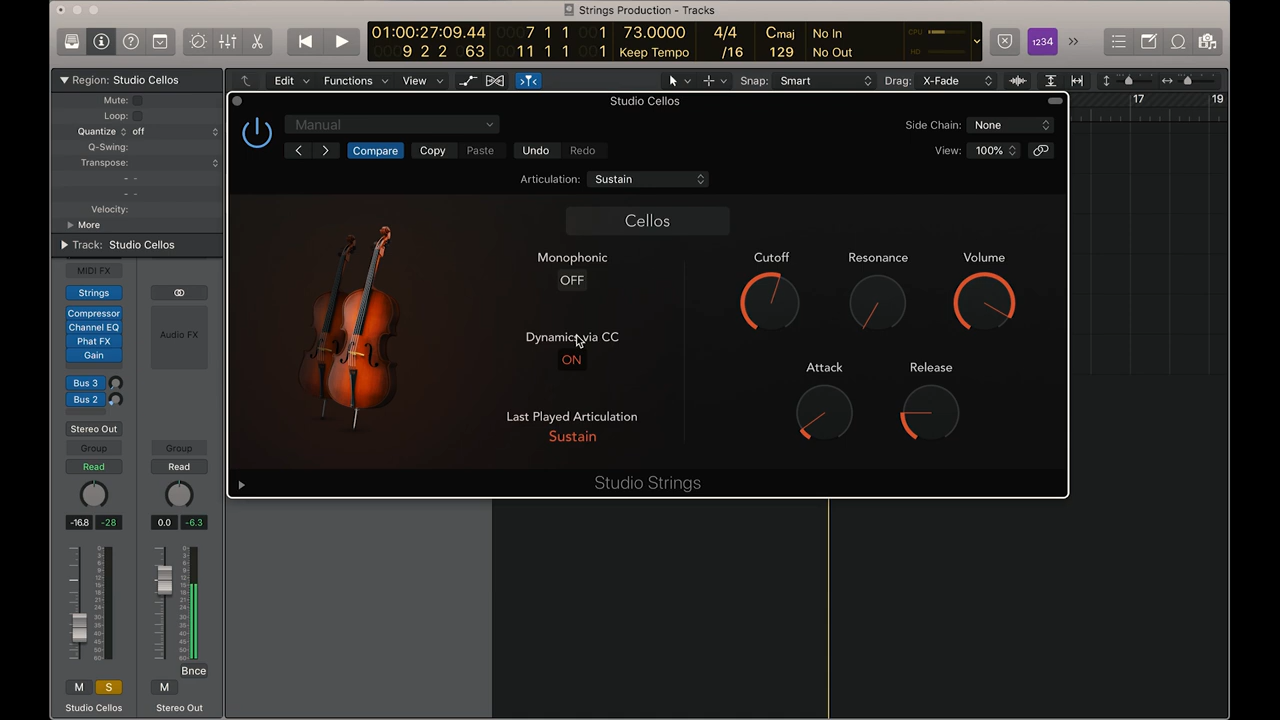 Strings Production - Tracks
01:00:27:09.44
9 2 2 63
7 1 1 1
11 1 1 1
73.0000
Keep Tempo
4/4
/16
Cmaj
129
No In
No Out
CPU
HD
1234
Region: Studio Cellos
Mute:
Loop:
Quantize off
Q-Swing:
Transpose:
Velocity:
More
Track: Studio Cellos
Edit Functions View
Snap: Smart
Drag: X-Fade
17 19
Studio Cellos
Manual
Side Chain: None
Compare Copy Paste Undo Redo
View: 100%
Articulation: Sustain
Cellos
Monophonic
OFF
Dynamics via CC
ON
Last Played Articulation
Sustain
Cutoff Resonance Volume
Attack Release
Studio Strings
MIDI FX
Strings
Compressor
Channel EQ
Phat FX
Gain
Audio FX
Bus 3
Bus 2
Stereo Out
Group Group
Read Read
-16.8 -28 0.0 -6.3
Bnce
M S M
Studio Cellos Stereo Out